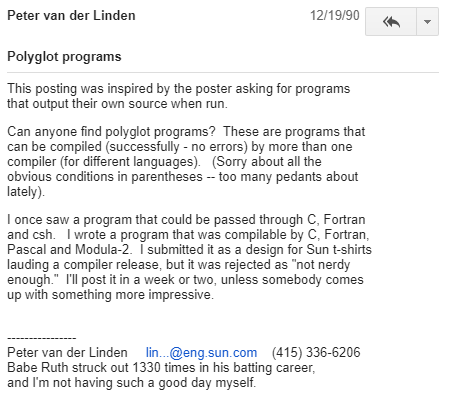 Peter van der Linden 12/19/90
Polyglot programs
This posting was inspired by the poster asking for programs
that output their own source when run.
Can anyone find polyglot programs?  These are programs that
can be compiled (successfully - no errors) by more than one
compiler (for different languages).   (Sorry about all the
obvious conditions in parentheses -- too many pedants about
lately).
I once saw a program that could be passed through C, Fortran
and csh.   I wrote a program that was compilable by C, Fortran,
Pascal and Modula-2.  I submitted it as a design for Sun t-shirts
lauding a compiler release, but it was rejected as "not nerdy
enough."  I'll post it in a week or two, unless somebody comes
up with something more impressive.
----------------
Peter van der Linden     lin...@eng.sun.com    (415) 336-6206
Babe Ruth struck out 1330 times in his batting career,
and I'm not having such a good day myself.